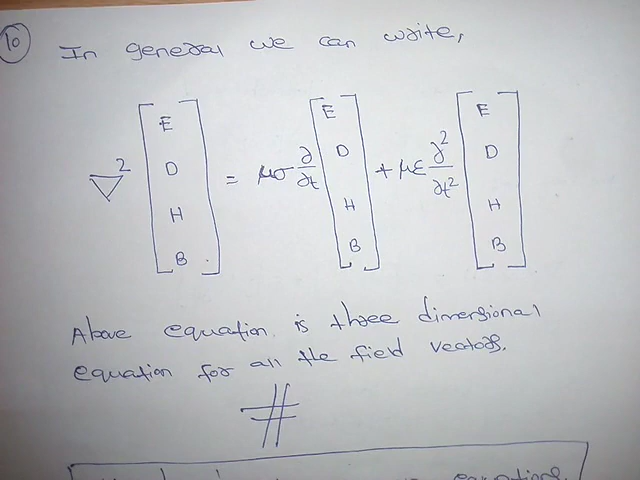 10
In general we can write,
∇² [E D H B] = μσ ∂/∂t [E D H B] + με ∂²/∂t² [E D H B]
Above equation is three dimensional
equation for all the field vectors.
equations